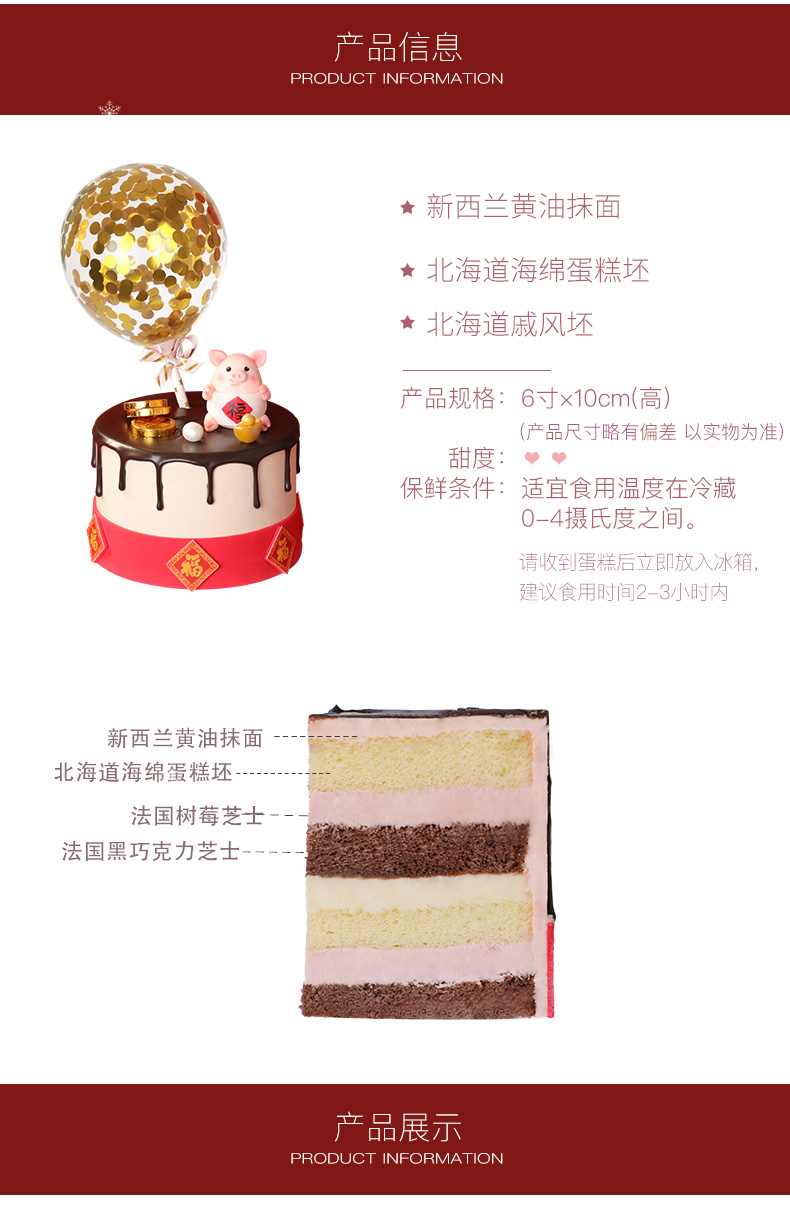 产品信息
PRODUCT INFORMATION
新西兰黄油抹面
北海道海绵蛋糕坯
北海道戚风坯
产品规格：6寸×10cm(高)
(产品尺寸略有偏差 以实物为准)
甜度：
保鲜条件：适宜食用温度在冷藏
0-4摄氏度之间。
请收到蛋糕后立即放入冰箱，
建议食用时间2-3小时内
福
福
福
福
新西兰黄油抹面
北海道海绵蛋糕坯
法国树莓芝士
法国黑巧克力芝士
产品展示
PRODUCT INFORMATION